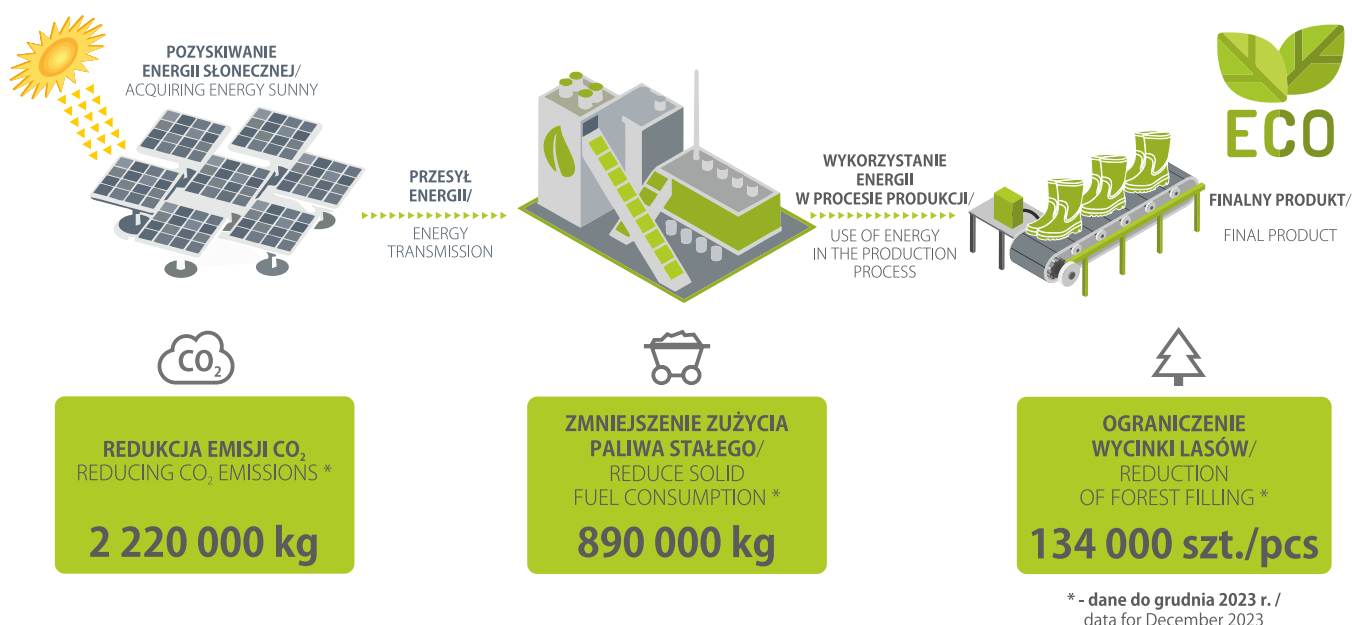 POZYSKIWANIE
ENERGII SŁONECZNEJ/
ACQUIRING ENERGY SUNNY
PRZESYŁ
ENERGII/
ENERGY
TRANSMISSION
WYKORZYSTANIE
ENERGII
W PROCESIE PRODUKCJI/
USE OF ENERGY
IN THE PRODUCTION
PROCESS
ECO
FINALNY PRODUKT/
FINAL PRODUCT
CO₂
REDUKCJA EMISJI CO₂
REDUCING CO₂ EMISSIONS *
2 220 000 kg
ZMNIEJSZENIE ZUŻYCIA
PALIWA STAŁEGO/
REDUCE SOLID
FUEL CONSUMPTION *
890 000 kg
OGRANICZENIE
WYCINKI LASÓW/
REDUCTION
OF FOREST FILLING *
134 000 szt./pcs
* - dane do grudnia 2023 r. /
data for December 2023